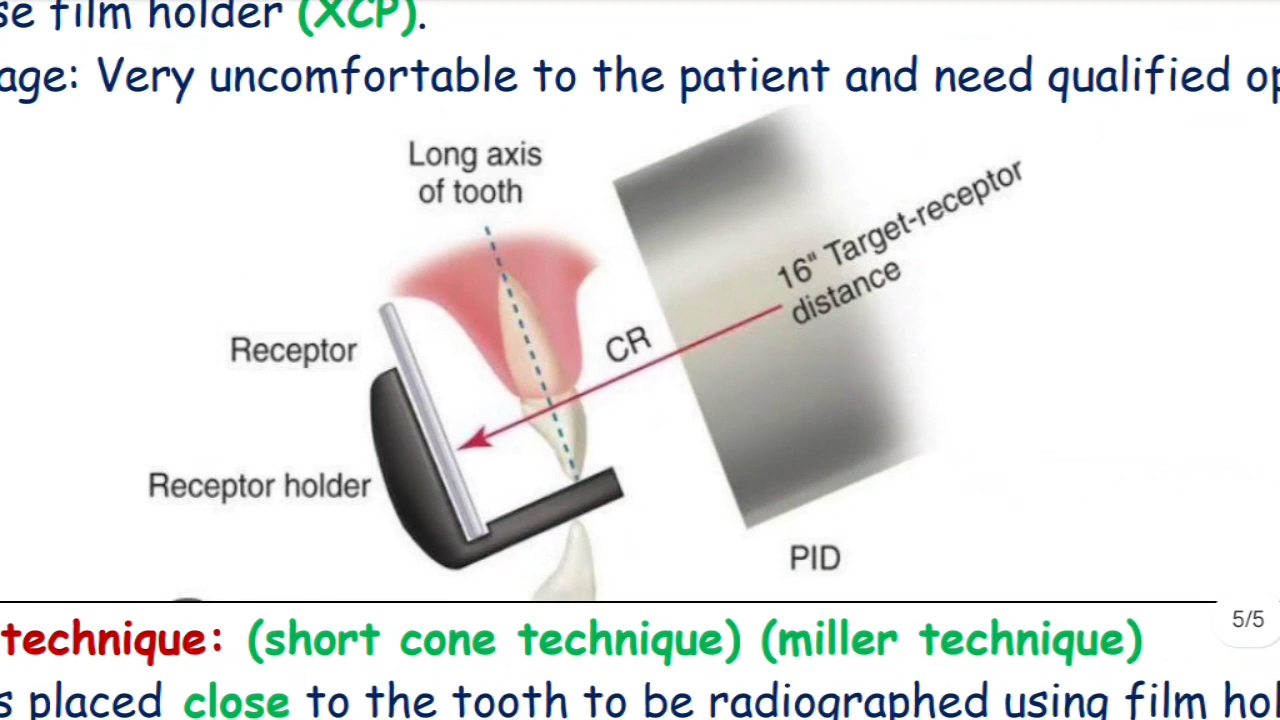 se film holder (XCP).
age: Very uncomfortable to the patient and need qualified op
Long axis
of tooth
16" Target-receptor
distance
CR
Receptor
Receptor holder
PID
technique: (short cone technique) (miller technique)
5/5
s placed close to the tooth to be radiographed using film hol